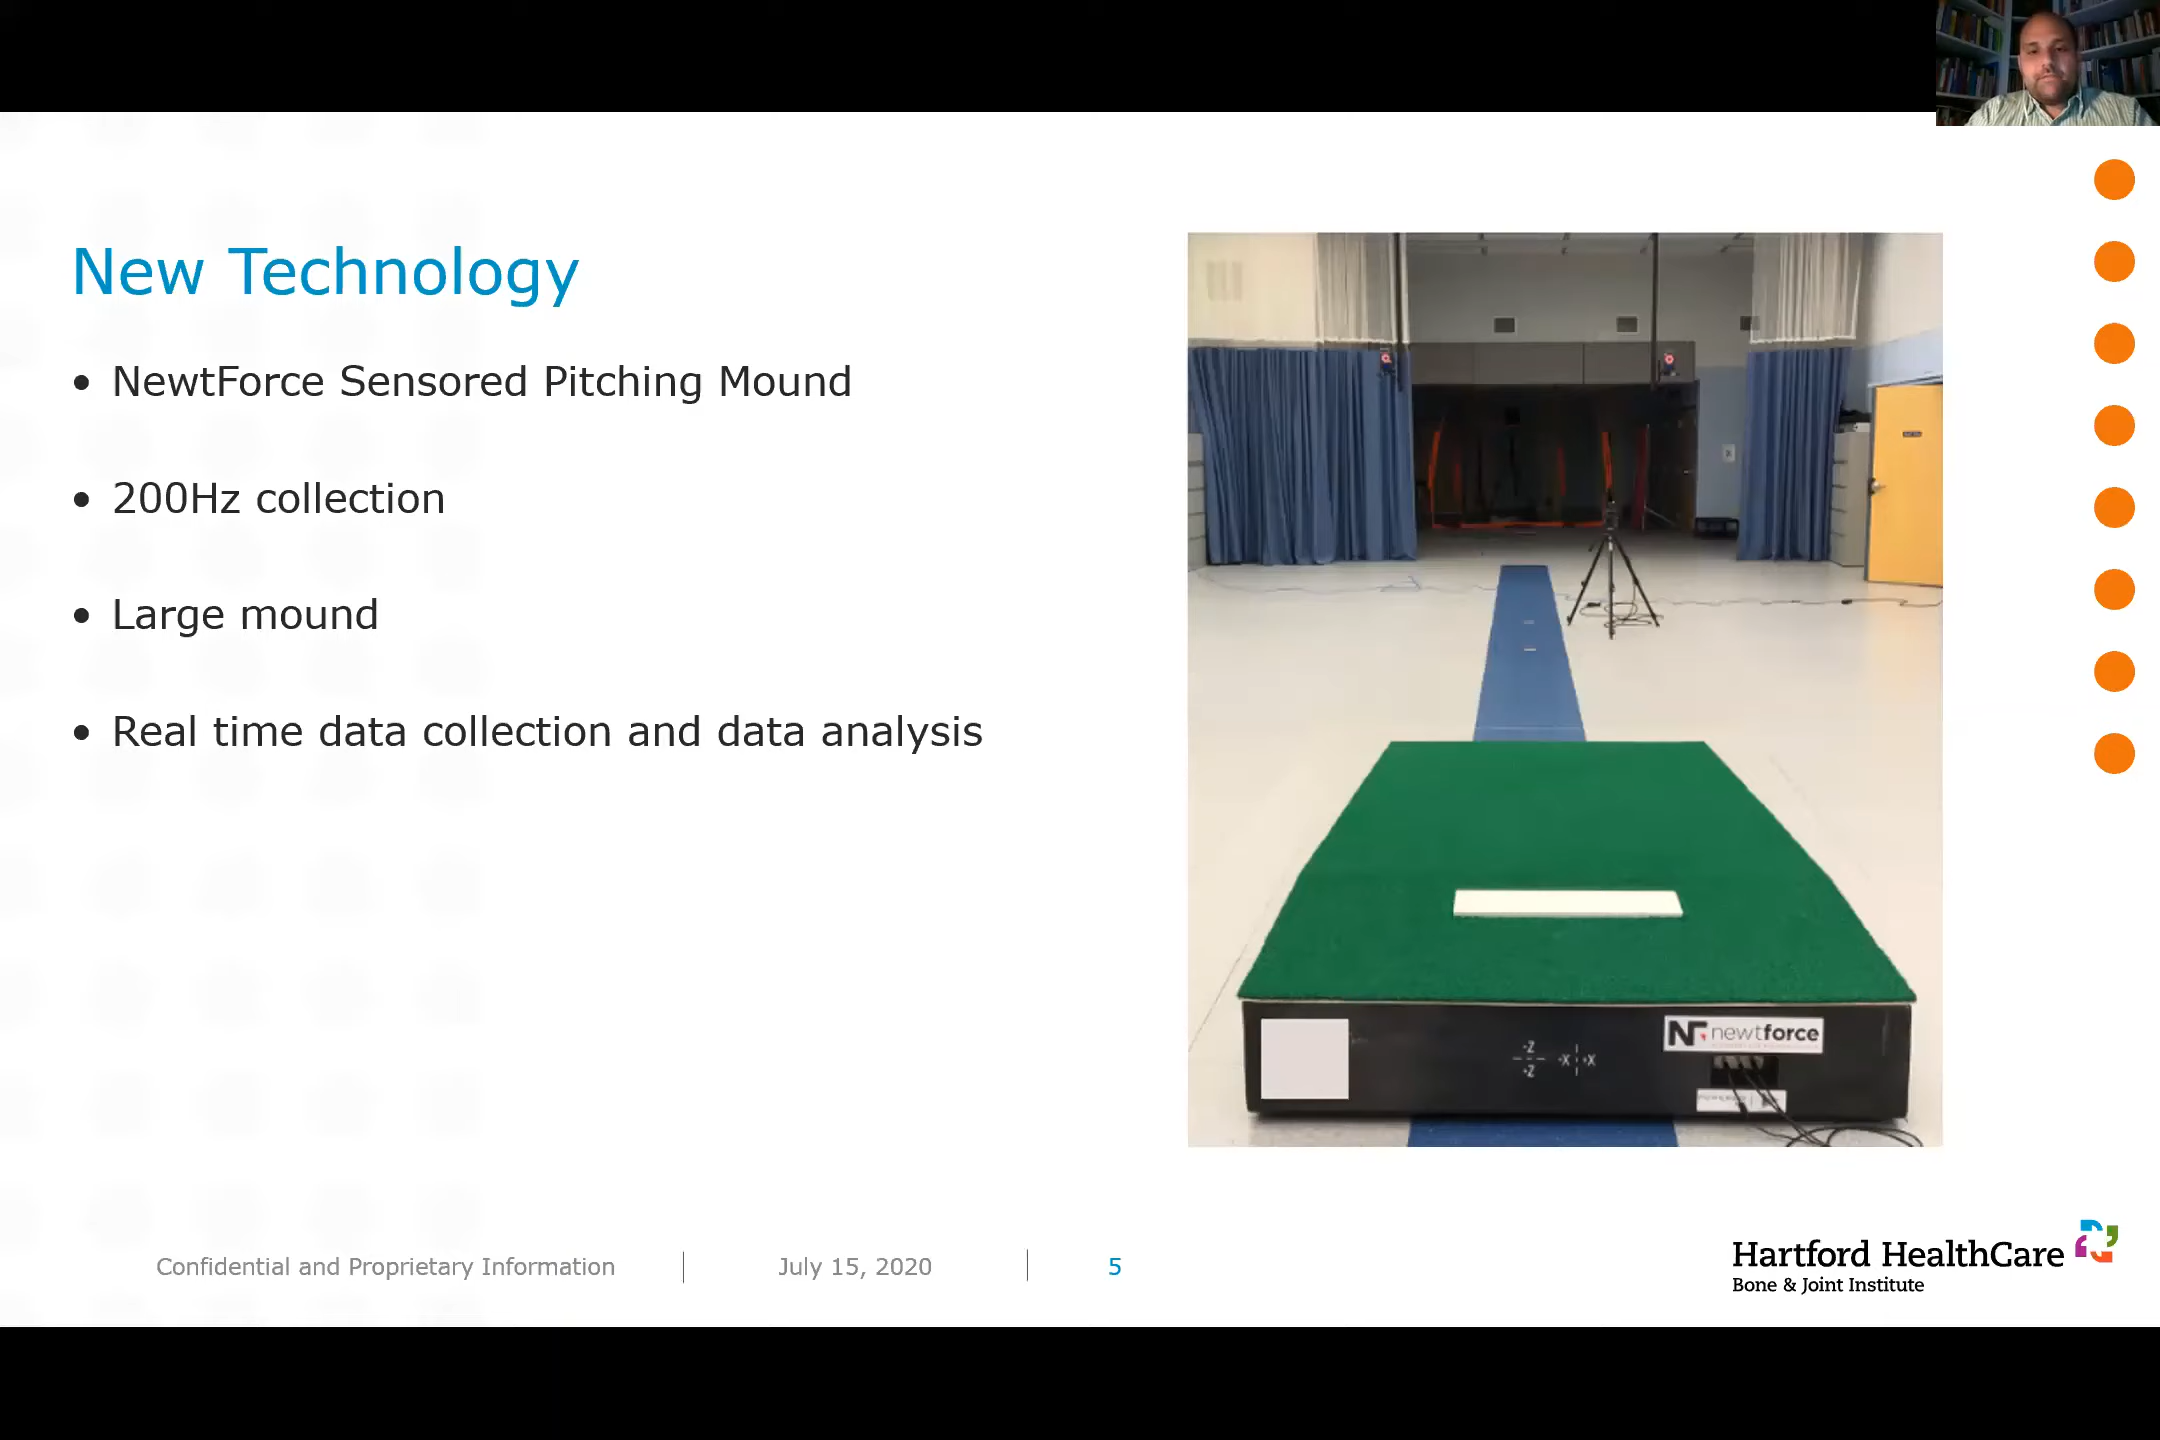 New Technology
• NewtForce Sensored Pitching Mound
• 200Hz collection
• Large mound
• Real time data collection and data analysis
-Z
-X +X
+Z
NF newtforce
Confidential and Proprietary Information
July 15, 2020
5
Hartford HealthCare
Bone & Joint Institute